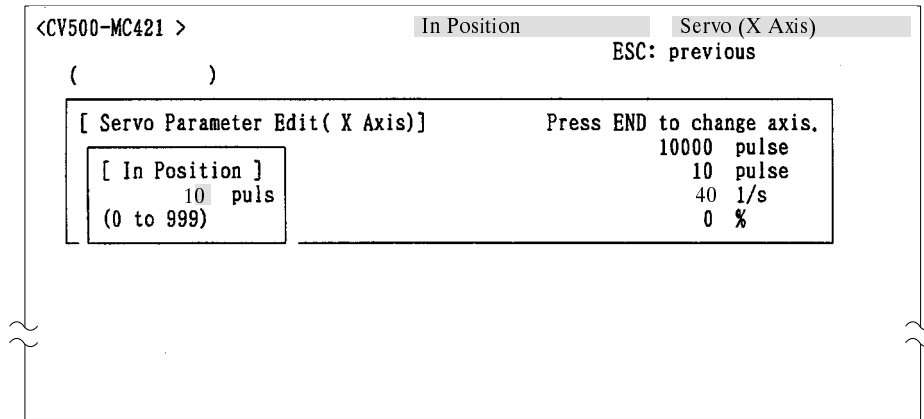 <CV500-MC421 > In Position Servo (X Axis)
ESC: previous
( )
[ Servo Parameter Edit( X Axis)] Press END to change axis.
10000 pulse
[ In Position ] 10 pulse
10 puls 40 1/s
(0 to 999) 0 %